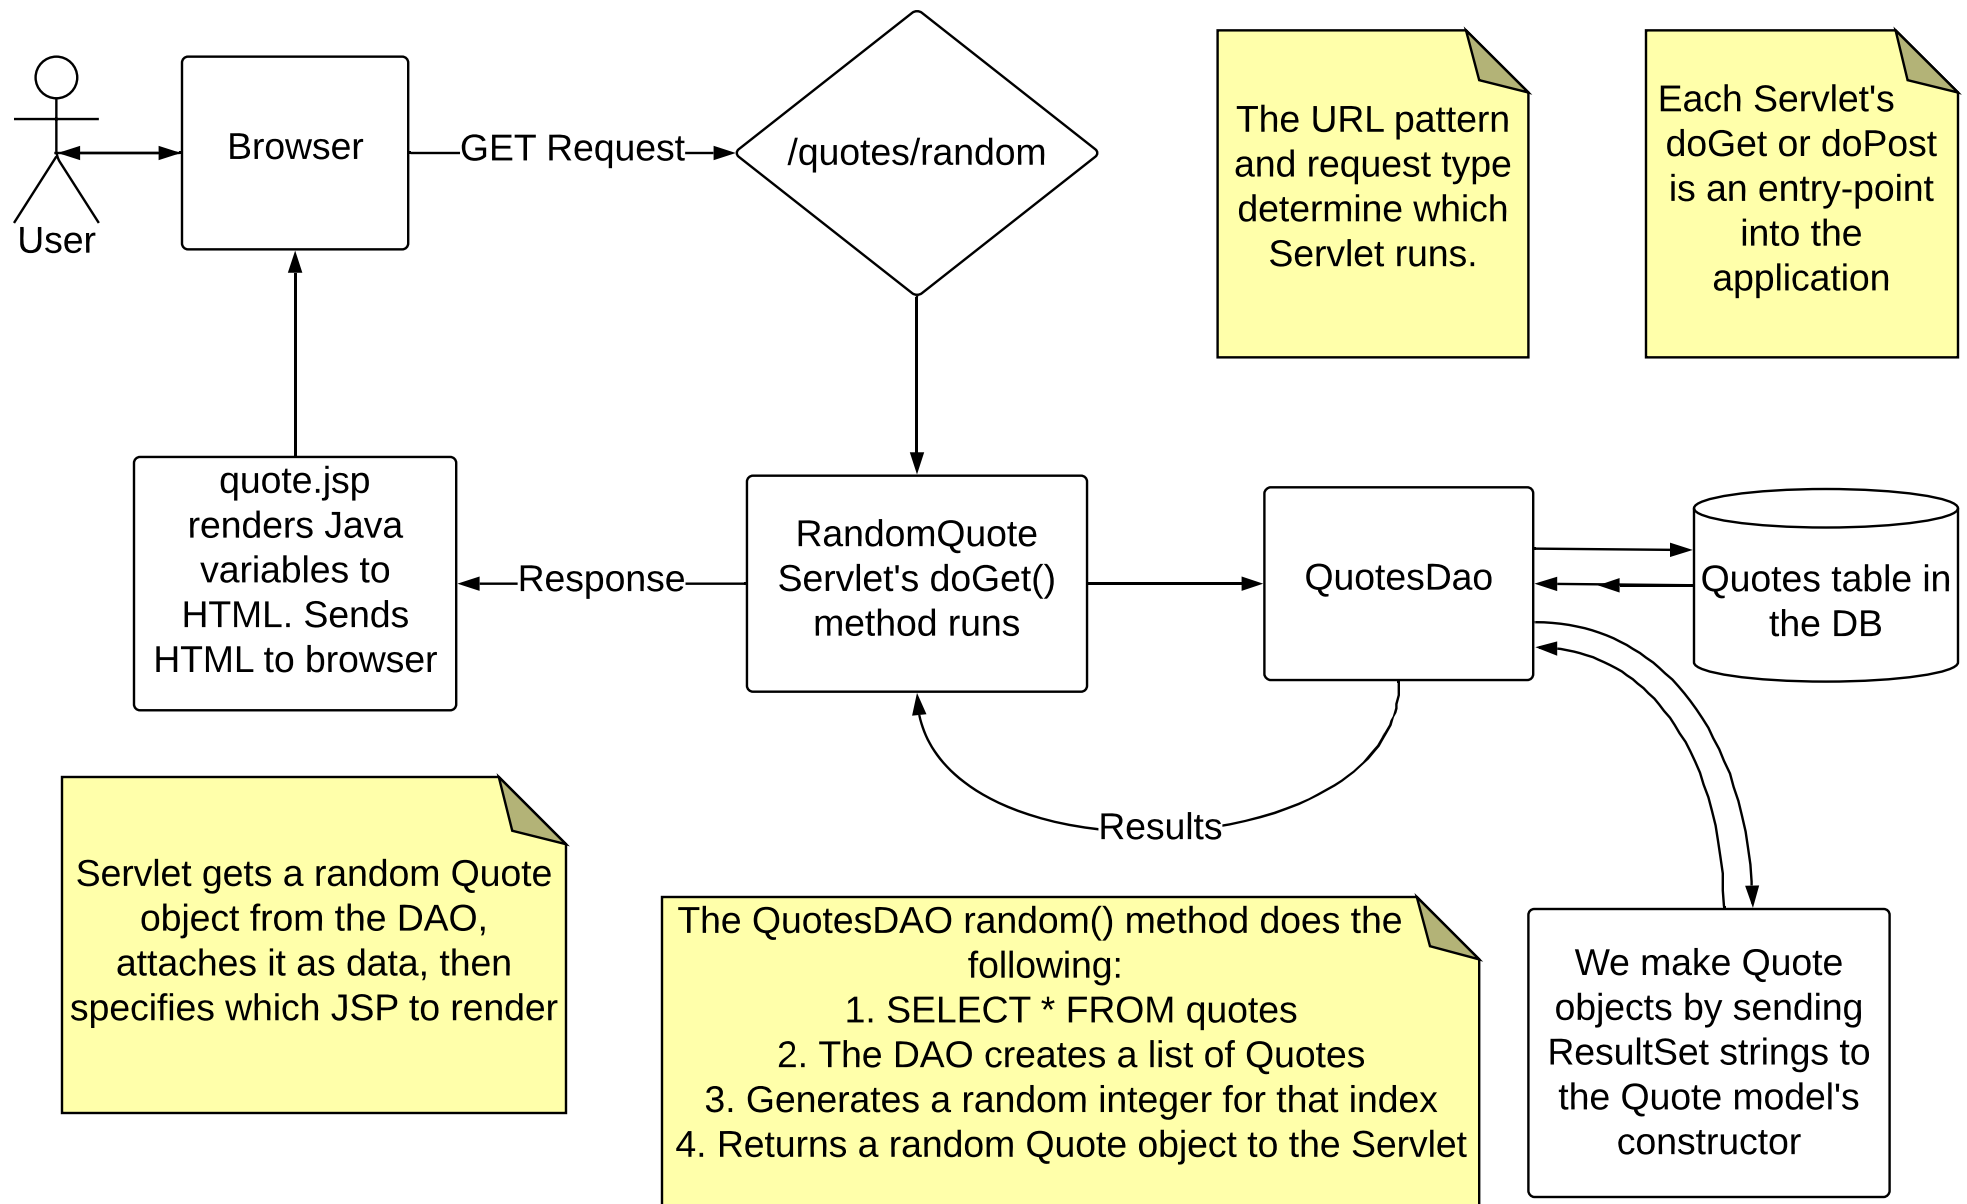 User
Browser
GET Request
/quotes/random
The URL pattern
and request type
determine which
Servlet runs.
Each Servlet's
doGet or doPost
is an entry-point
into the
application
quote.jsp
renders Java
variables to
HTML. Sends
HTML to browser
Response
RandomQuote
Servlet's doGet()
method runs
QuotesDao
Quotes table in
the DB
Results
Servlet gets a random Quote
object from the DAO,
attaches it as data, then
specifies which JSP to render
The QuotesDAO random() method does the
following:
1. SELECT * FROM quotes
2. The DAO creates a list of Quotes
3. Generates a random integer for that index
4. Returns a random Quote object to the Servlet
We make Quote
objects by sending
ResultSet strings to
the Quote model's
constructor